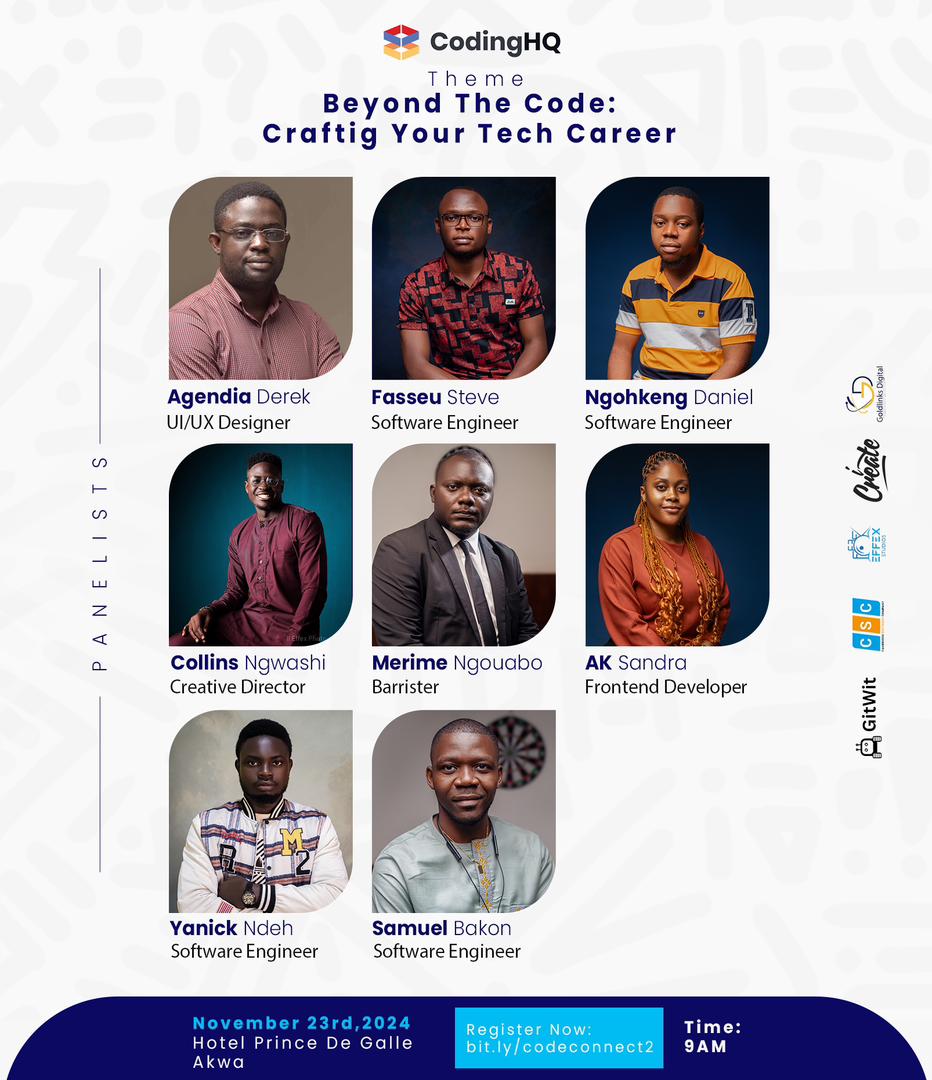 CodingHQ
Theme
Beyond The Code:
Craftig Your Tech Career
PANELISTS
Agendia Derek
UI/UX Designer
Fasseu Steve
Software Engineer
Ngohkeng Daniel
Software Engineer
Collins Ngwashi
Creative Director
Merime Ngouabo
Barrister
AK Sandra
Frontend Developer
Yanick Ndeh
Software Engineer
Samuel Bakon
Software Engineer
Goldlinks Digital
i Create
EFFEX
STUDIOS
CSC
GitWit
November 23rd,2024
Hotel Prince De Galle
Akwa
Register Now:
bit.ly/codeconnect2
Time:
9AM